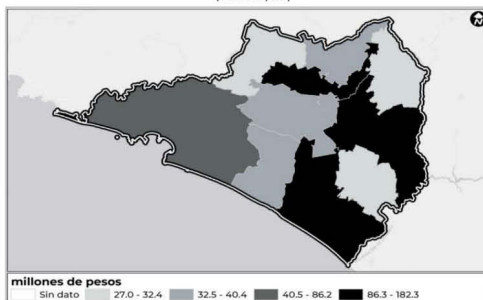 millones de pesos
Sin dato 27.0 - 32.4 32.5 - 40.4 40.5 - 86.2 86.3 - 182.3